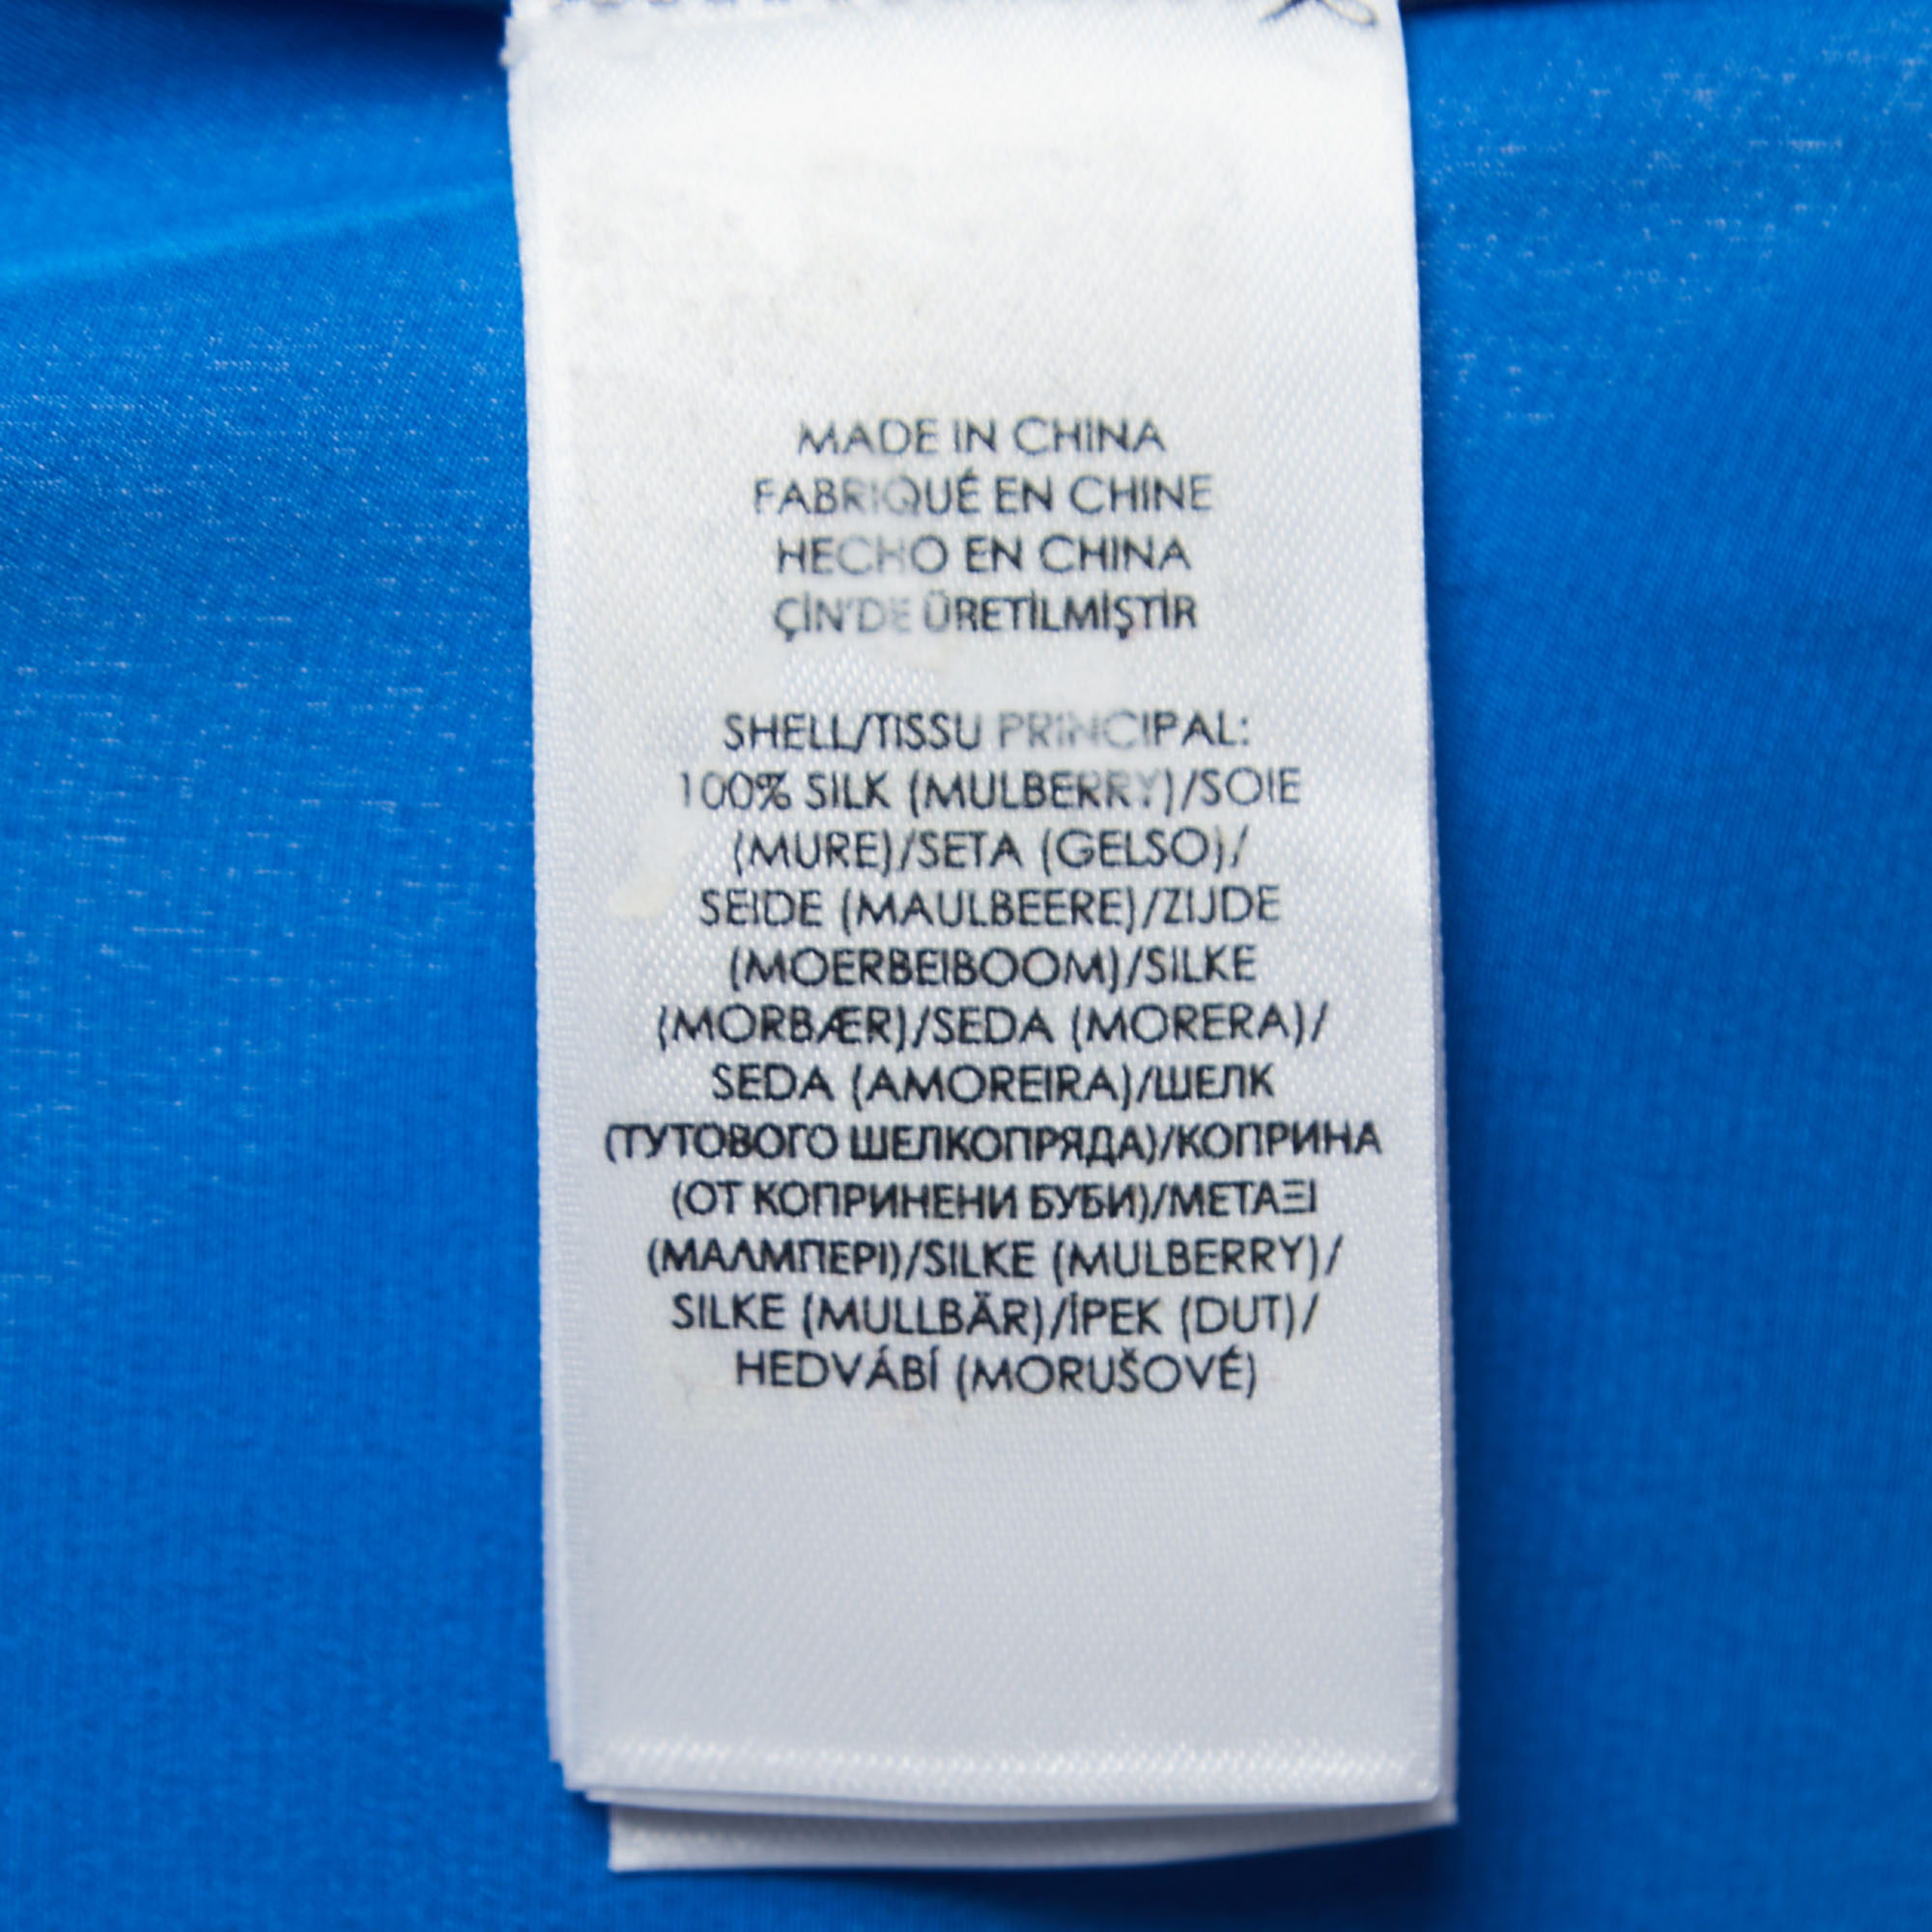 MADE IN CHINA
FABRIQUÉ EN CHINE
HECHO EN CHINA
ÇİN'DE ÜRETİLMİŞTİR
SHELL/TISSU PRINCIPAL:
100% SILK (MULBERRY)/SOIE
(MURE)/SETA (GELSO)/
SEIDE (MAULBEERE)/ZIJDE
(MOERBEIBOOM)/SILKE
(MORBÆR)/SEDA (MORERA)/
SEDA (AMOREIRA)/ШЕЛК
(ТУТОВОГО ШЕЛКОПРЯДА)/КОПРИНА
(ОТ КОПРИНЕНИ БУБИ)/ΜΕΤΑΞΙ
(ΜΑΛΜΠΕΡΙ)/SILKE (MULBERRY)/
SILKE (MULLBÄR)/İPEK (DUT)/
HEDVÁBÍ (MORUŠOVÉ)